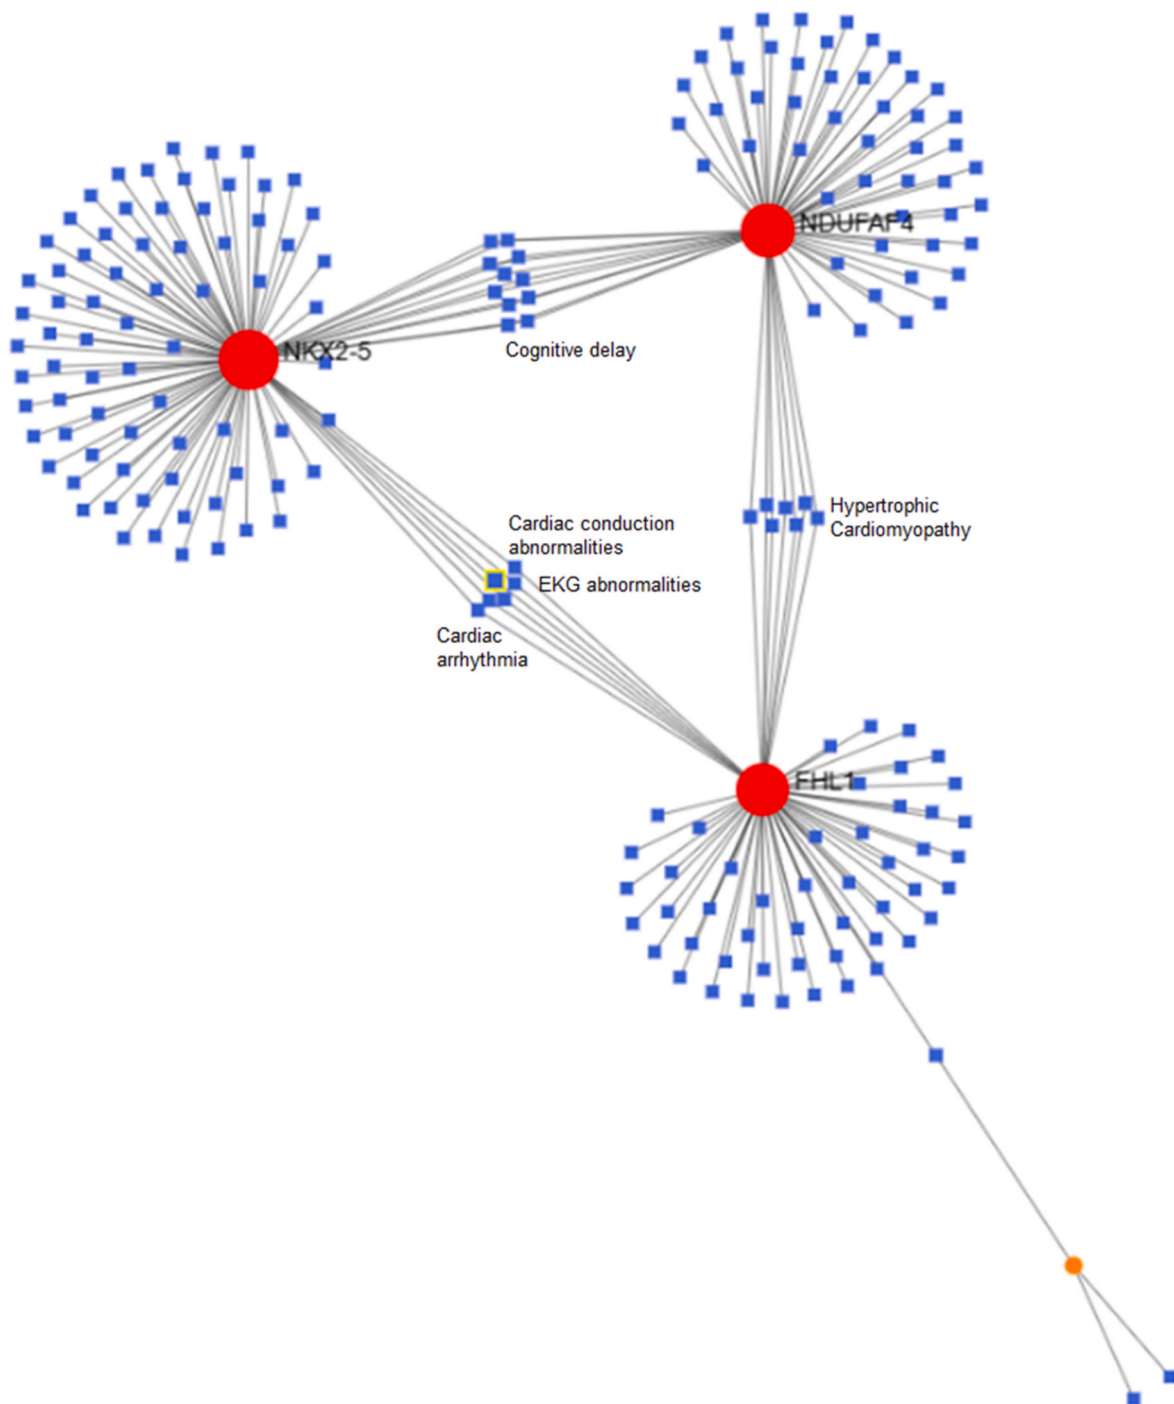 NDUFAF4
NKX2-5
Cognitive delay
Hypertrophic
Cardiomyopathy
Cardiac conduction
abnormalities
EKG abnormalities
Cardiac
arrhythmia
FHL1